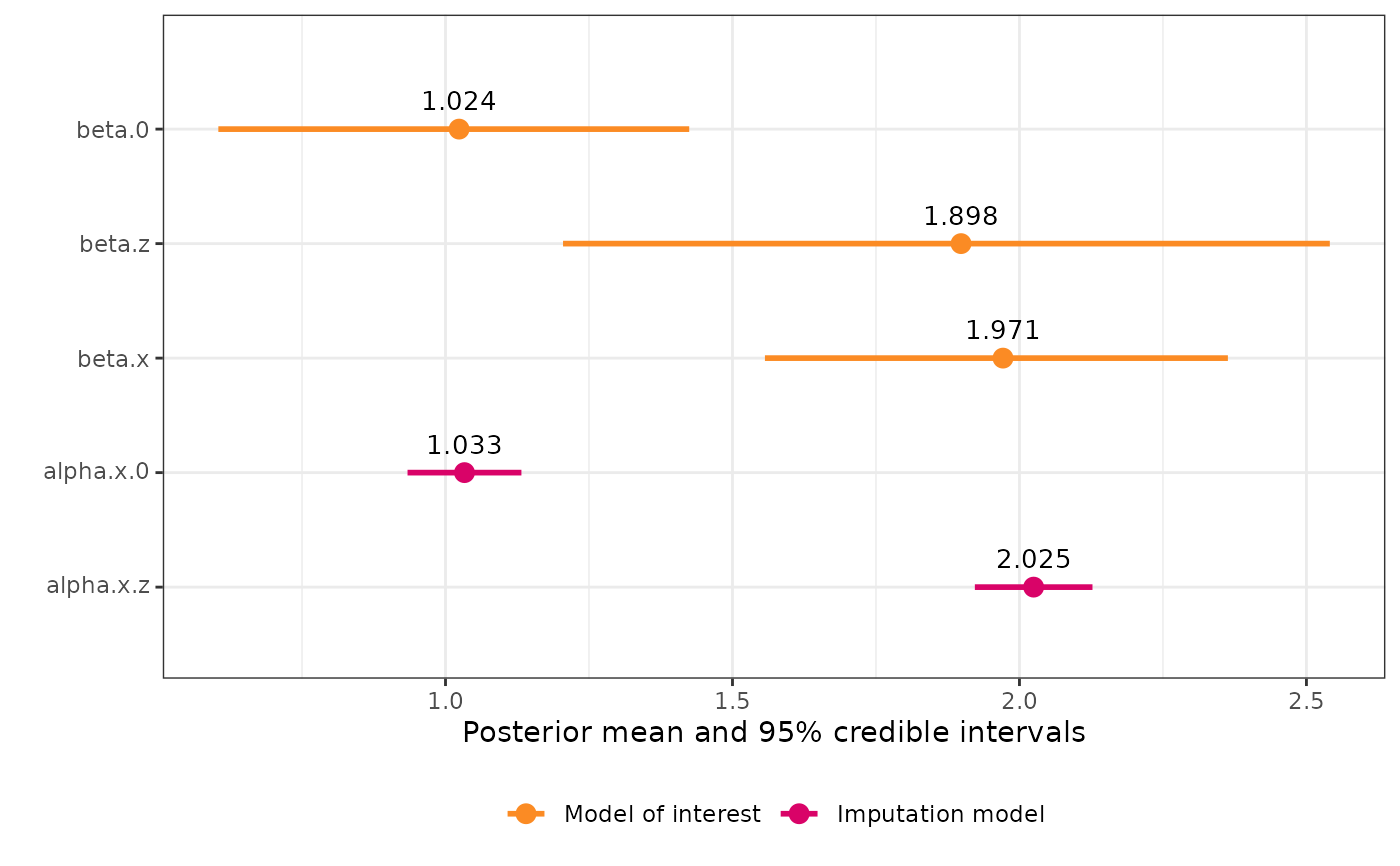 1.024
beta.0
1.898
beta.z
1.971
beta.x
1.033
alpha.x.0
2.025
alpha.x.z
1.0 1.5 2.0 2.5
Posterior mean and 95% credible intervals
Model of interest Imputation model